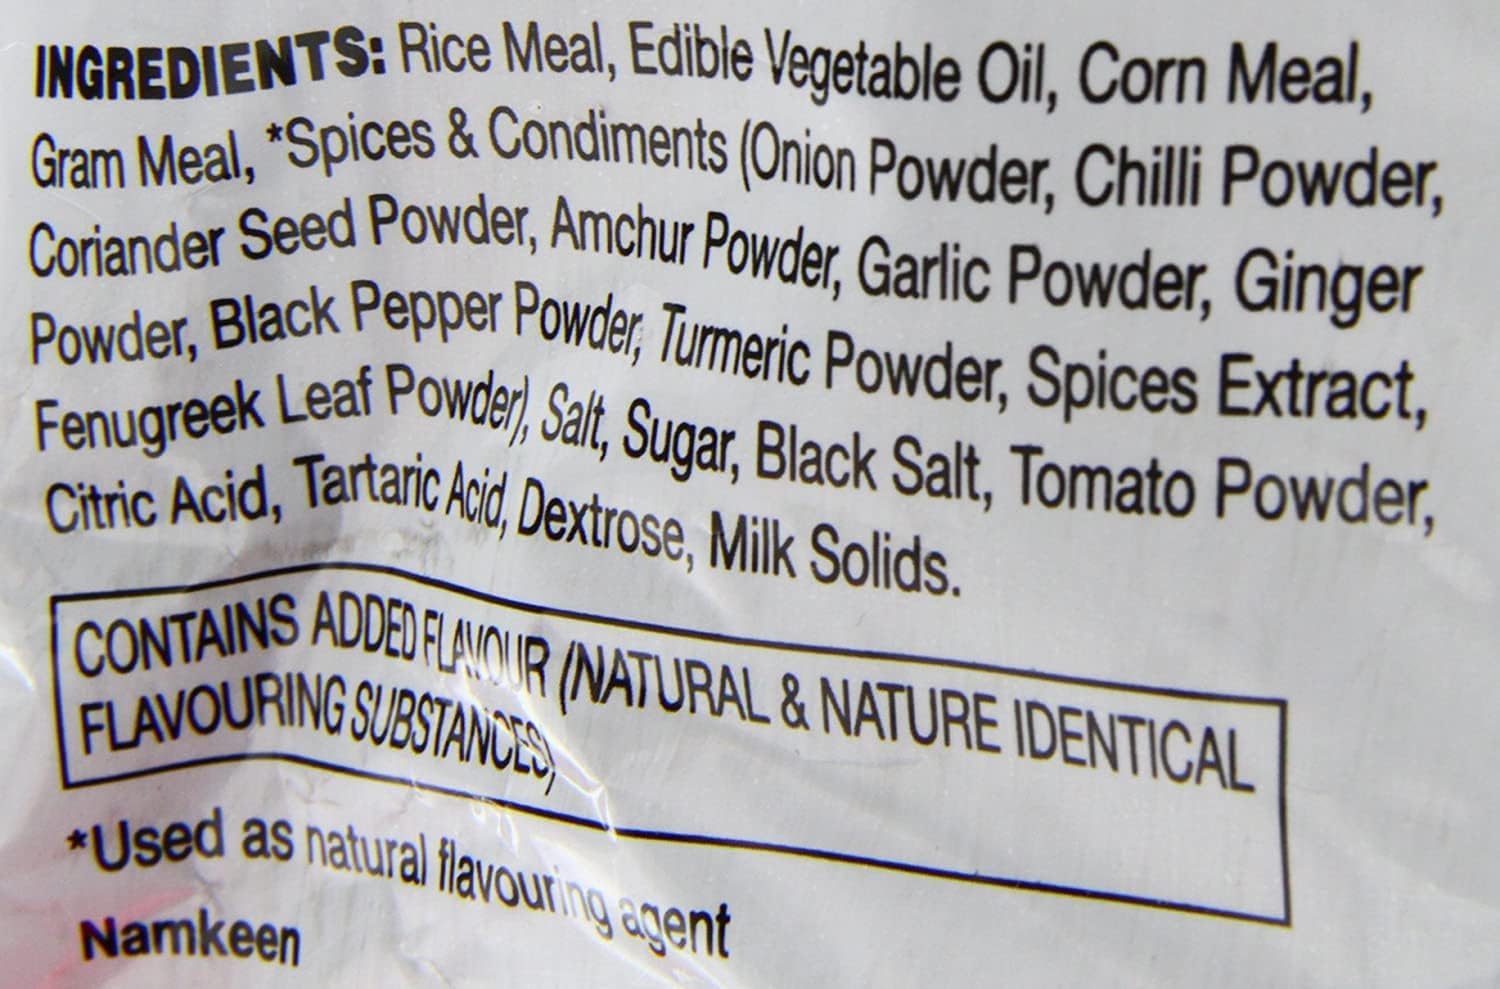 INGREDIENTS: Rice Meal, Edible Vegetable Oil, Corn Meal,
Gram Meal, *Spices & Condiments (Onion Powder, Chilli Powder,
Coriander Seed Powder, Amchur Powder, Garlic Powder, Ginger
Powder, Black Pepper Powder, Turmeric Powder, Spices Extract,
Fenugreek Leaf Powder), Salt, Sugar, Black Salt, Tomato Powder,
Citric Acid, Tartaric Acid, Dextrose, Milk Solids.
CONTAINS ADDED FLAVOUR (NATURAL & NATURE IDENTICAL
FLAVOURING SUBSTANCES)
*Used as natural flavouring agent
Namkeen